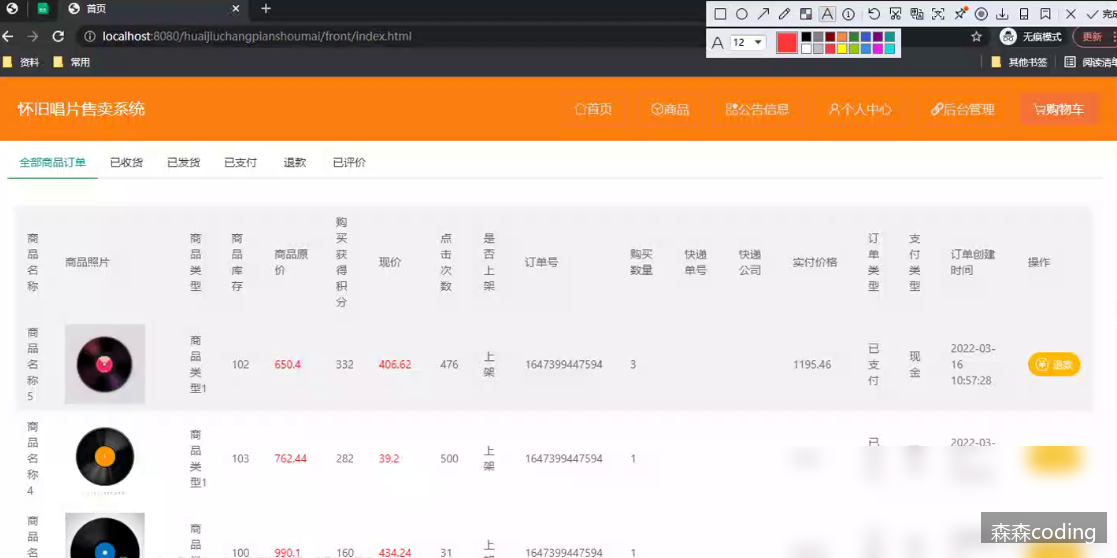 首页
localhost:8080/huaijiuchangpianshoumai/front/index.html
无痕模式
更新
资料
常用
其他书签
阅读清单
A 12
完成
怀旧唱片售卖系统
首页
商品
公告信息
个人中心
后台管理
购物车
全部商品订单
已收货
已发货
已支付
退款
已评价
商品名称
商品照片
商品类型
商品库存
商品原价
购买获得积分
现价
点击次数
是否上架
订单号
购买数量
快递单号
快递公司
实付价格
订单类型
支付类型
订单创建时间
操作
商品名称5
商品类型1
102
650.4
332
406.62
476
上架
1647399447594
3
1195.46
已支付
现金
2022-03-16 10:57:28
退款
商品名称4
商品类型1
103
762.44
282
39.2
500
上架
1647399447594
1
已
2022-03-
商品名
商品
100
990.1
160
434.24
31
上
1647399447594
1
森森coding